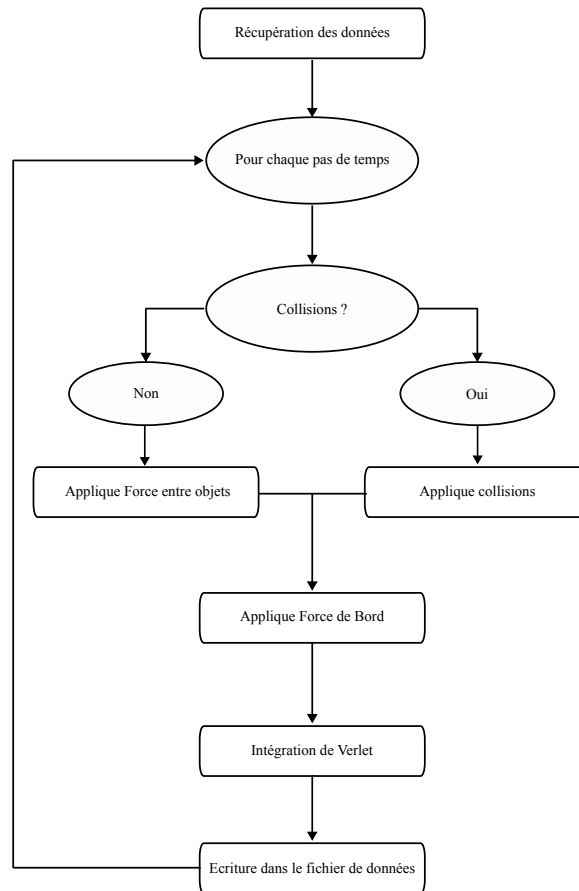 Récupération des données
Pour chaque pas de temps
Collisions ?
Non
Oui
Applique Force entre objets
Applique collisions
Applique Force de Bord
Intégration de Verlet
Ecriture dans le fichier de données